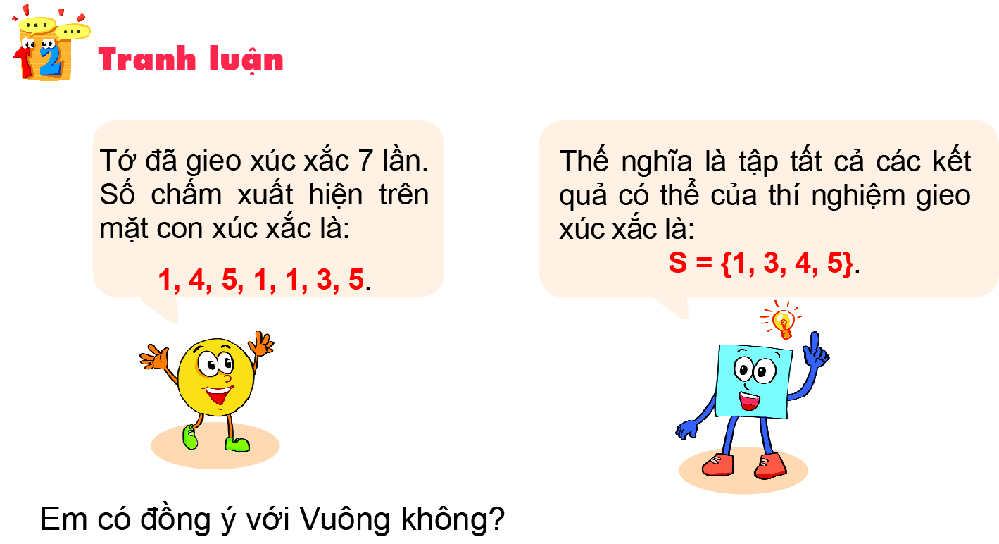 Tranh luận
Tớ đã gieo xúc xắc 7 lần.
Số chấm xuất hiện trên
mặt con xúc xắc là:
1, 4, 5, 1, 1, 3, 5.
Thế nghĩa là tập tất cả các kết
quả có thể của thí nghiệm gieo
xúc xắc là:
S = {1, 3, 4, 5}.
Em có đồng ý với Vuông không?